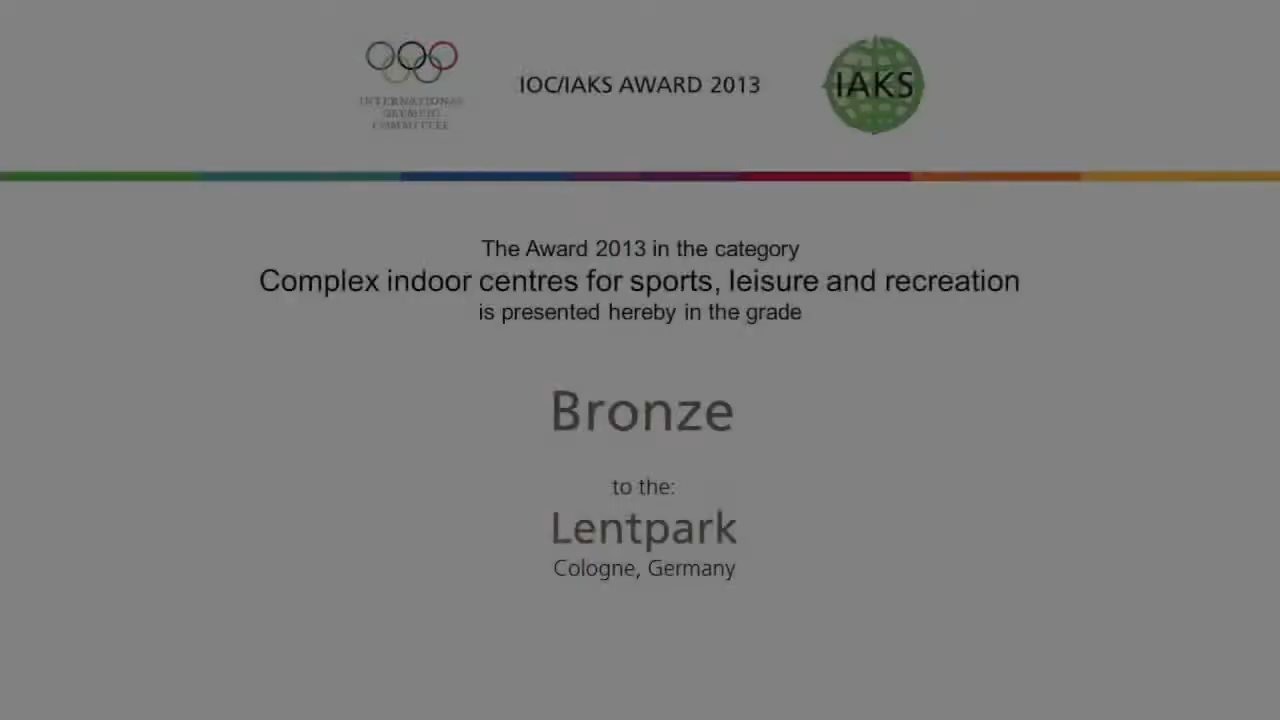 INTERNATIONAL
OLYMPIC
COMMITTEE
IOC/IAKS AWARD 2013
IAKS
The Award 2013 in the category
Complex indoor centres for sports, leisure and recreation
is presented hereby in the grade
Bronze
to the:
Lentpark
Cologne, Germany